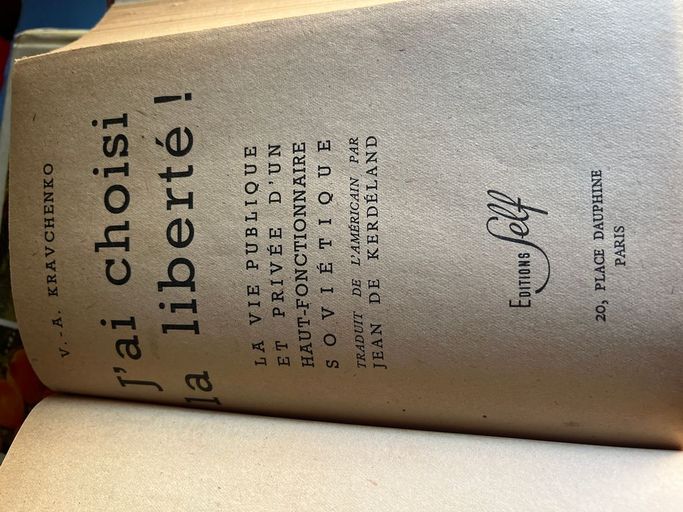 V.-A. KRAVCHENKO
J'ai choisi
la liberté!
LA VIE PUBLIQUE
ET PRIVÉE D'UN
HAUT-FONCTIONNAIRE
SOVIÉTIQUE
TRADUIT DE L'AMÉRICAIN PAR
JEAN DE KERDÉLAND
EDITIONS Self
20, PLACE DAUPHINE
PARIS